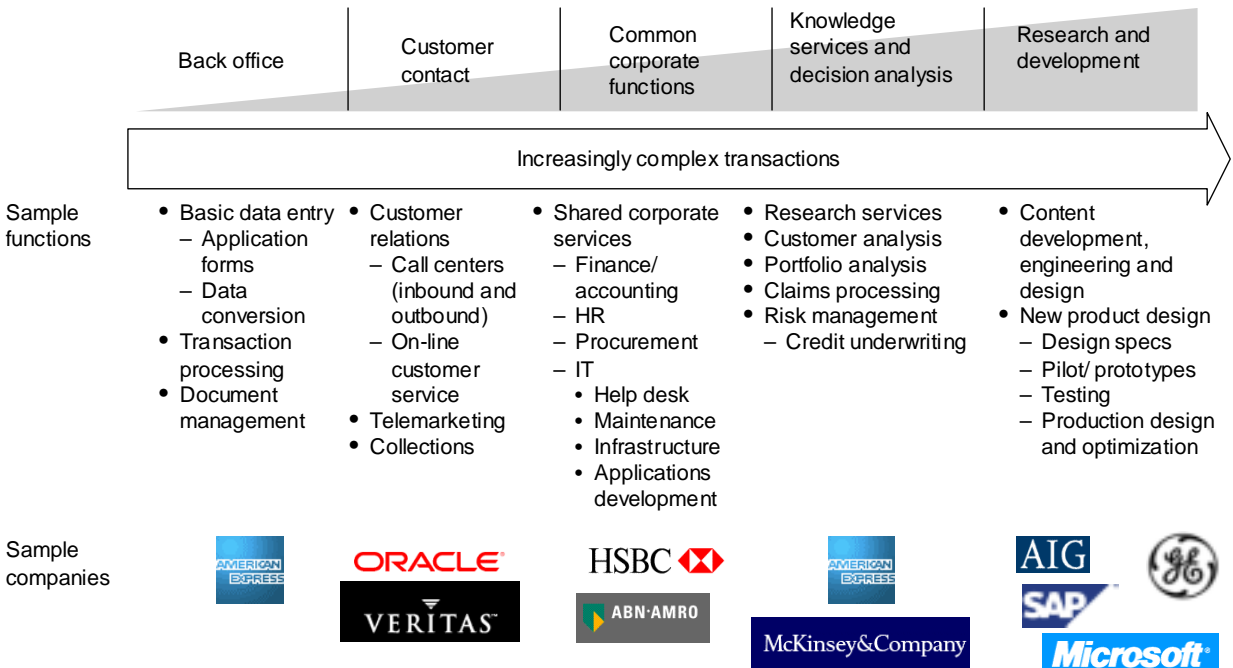 Back office
Customer
contact
Common
corporate
functions
Knowledge
services and
decision analysis
Research and
development
Increasingly complex transactions
Sample
functions
• Basic data entry
– Application
forms
– Data
conversion
• Transaction
processing
• Document
management
• Customer
relations
– Call centers
(inbound and
outbound)
– On-line
customer
service
• Telemarketing
• Collections
• Shared corporate
services
– Finance/
accounting
– HR
– Procurement
– IT
• Help desk
• Maintenance
• Infrastructure
• Applications
development
• Research services
• Customer analysis
• Portfolio analysis
• Claims processing
• Risk management
– Credit underwriting
• Content
development,
engineering and
design
• New product design
– Design specs
– Pilot/ prototypes
– Testing
– Production design
and optimization
Sample
companies
AMERICAN
EXPRESS
ORACLE®
VERITAS™
HSBC
ABN·AMRO
AMERICAN
EXPRESS
McKinsey&Company
AIG
GE
SAP
Microsoft®